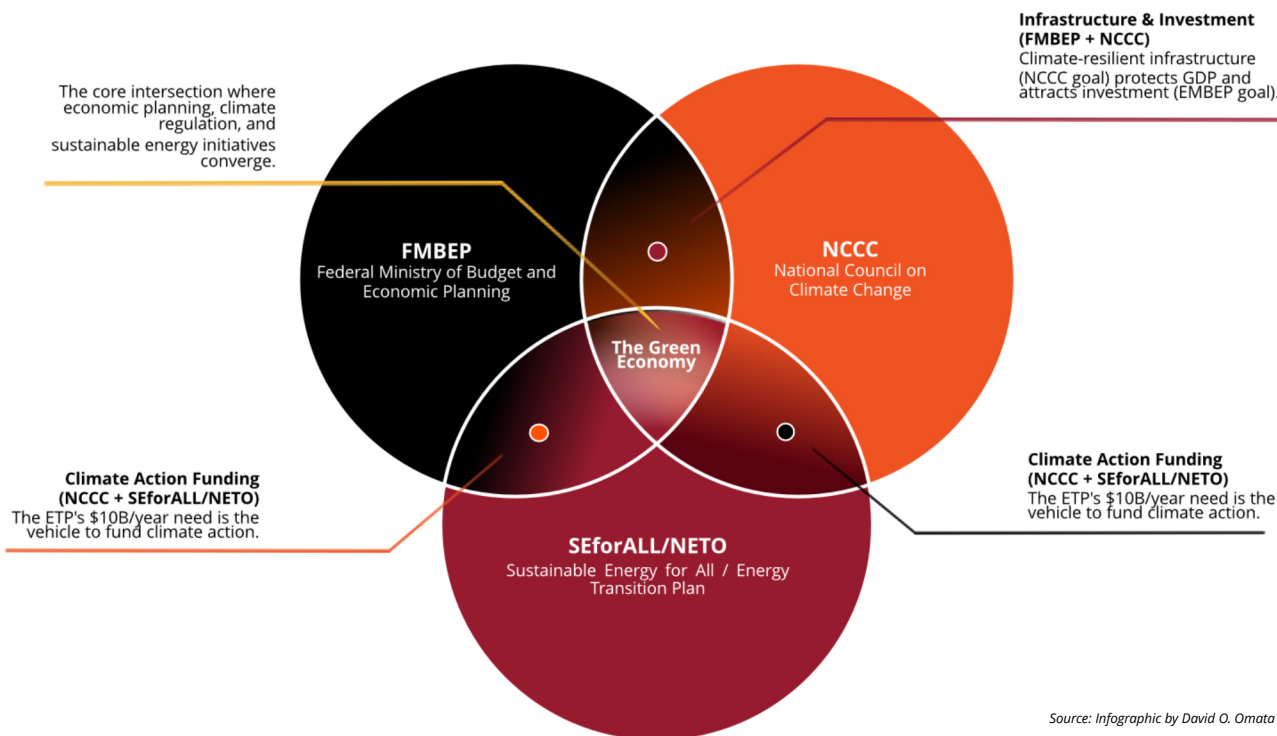 Infrastructure & Investment
(FMBEP + NCCC)
Climate-resilient infrastructure
(NCCC goal) protects GDP and
attracts investment (EMBEP goal).
The core intersection where
economic planning, climate
regulation, and
sustainable energy initiatives
converge.
FMBEP
Federal Ministry of Budget and
Economic Planning
NCCC
National Council on
Climate Change
The Green
Economy
Climate Action Funding
(NCCC + SEforALL/NETO)
The ETP's $10B/year need is the
vehicle to fund climate action.
Climate Action Funding
(NCCC + SEforALL/NETO)
The ETP's $10B/year need is the
vehicle to fund climate action.
SEforALL/NETO
Sustainable Energy for All / Energy
Transition Plan
Source: Infographic by David O. Omata